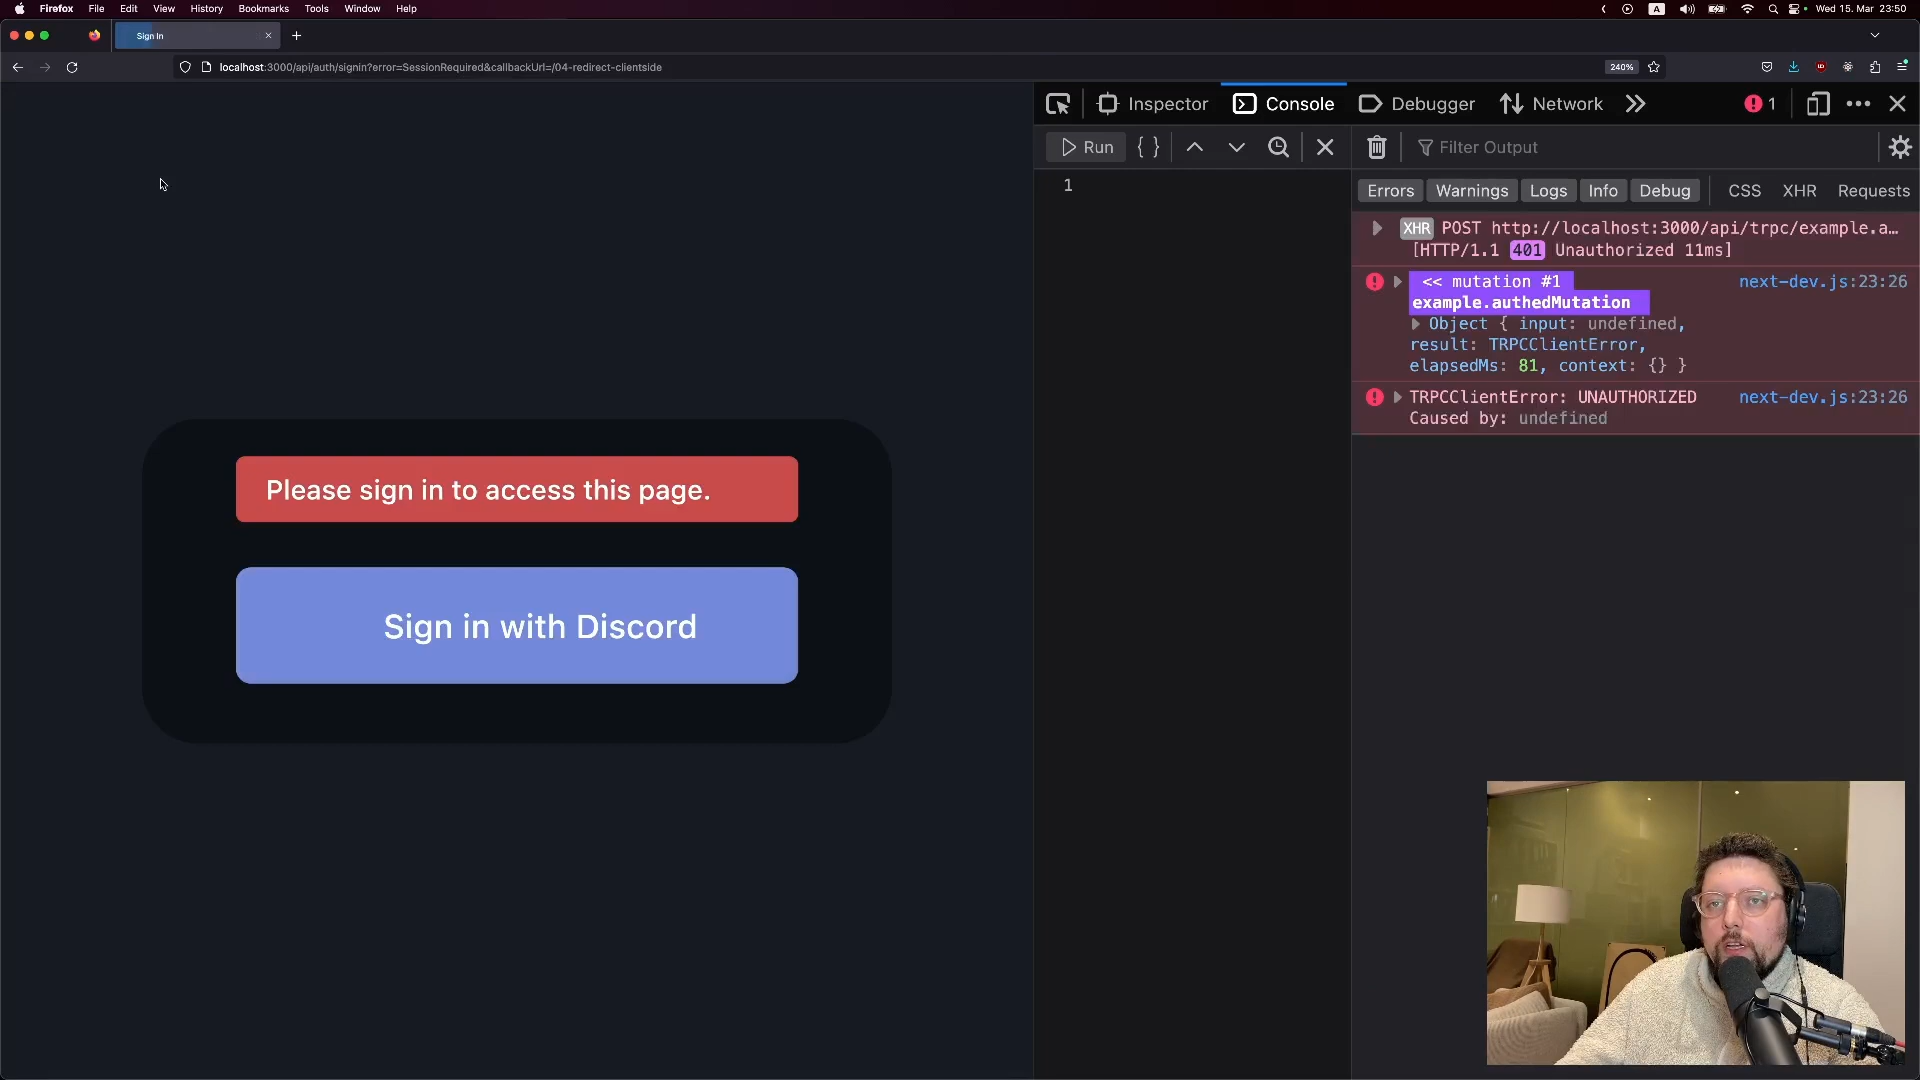 Firefox File Edit View History Bookmarks Tools Window Help
A
Wed 15. Mar 23:50
Sign In
localhost:3000/api/auth/signin?error=SessionRequired&callbackUrl=/04-redirect-clientside
240%
Inspector Console Debugger Network 1
Run { }
Filter Output
1
Errors Warnings Logs Info Debug CSS XHR Requests
XHR POST http://localhost:3000/api/trpc/example.a…
[HTTP/1.1 401 Unauthorized 11ms]
<< mutation #1 next-dev.js:23:26
example.authedMutation
Object { input: undefined,
result: TRPCClientError,
elapsedMs: 81, context: {} }
TRPCClientError: UNAUTHORIZED next-dev.js:23:26
Caused by: undefined
Please sign in to access this page.
Sign in with Discord